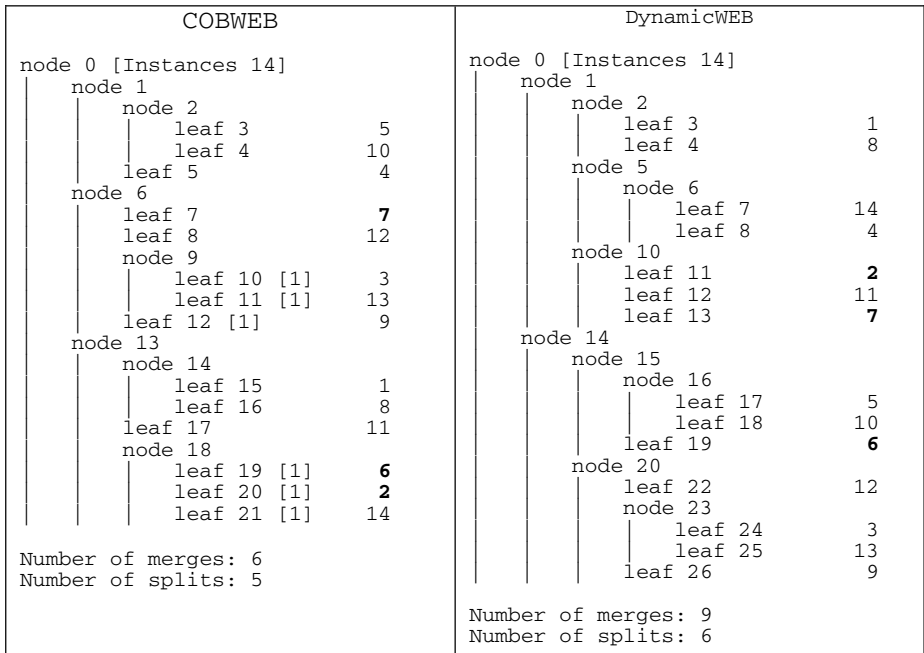 COBWEB
node 0 [Instances 14]
node 1
node 2
leaf 3 5
leaf 4 10
leaf 5 4
node 6
leaf 7 7
leaf 8 12
node 9
leaf 10 [1] 3
leaf 11 [1] 13
leaf 12 [1] 9
node 13
node 14
leaf 15 1
leaf 16 8
leaf 17 11
node 18
leaf 19 [1] 6
leaf 20 [1] 2
leaf 21 [1] 14
Number of merges: 6
Number of splits: 5
DynamicWEB
node 0 [Instances 14]
node 1
node 2
leaf 3 1
leaf 4 8
node 5
node 6
leaf 7 14
leaf 8 4
node 10
leaf 11 2
leaf 12 11
leaf 13 7
node 14
node 15
node 16
leaf 17 5
leaf 18 10
leaf 19 6
node 20
leaf 22 12
node 23
leaf 24 3
leaf 25 13
leaf 26 9
Number of merges: 9
Number of splits: 6